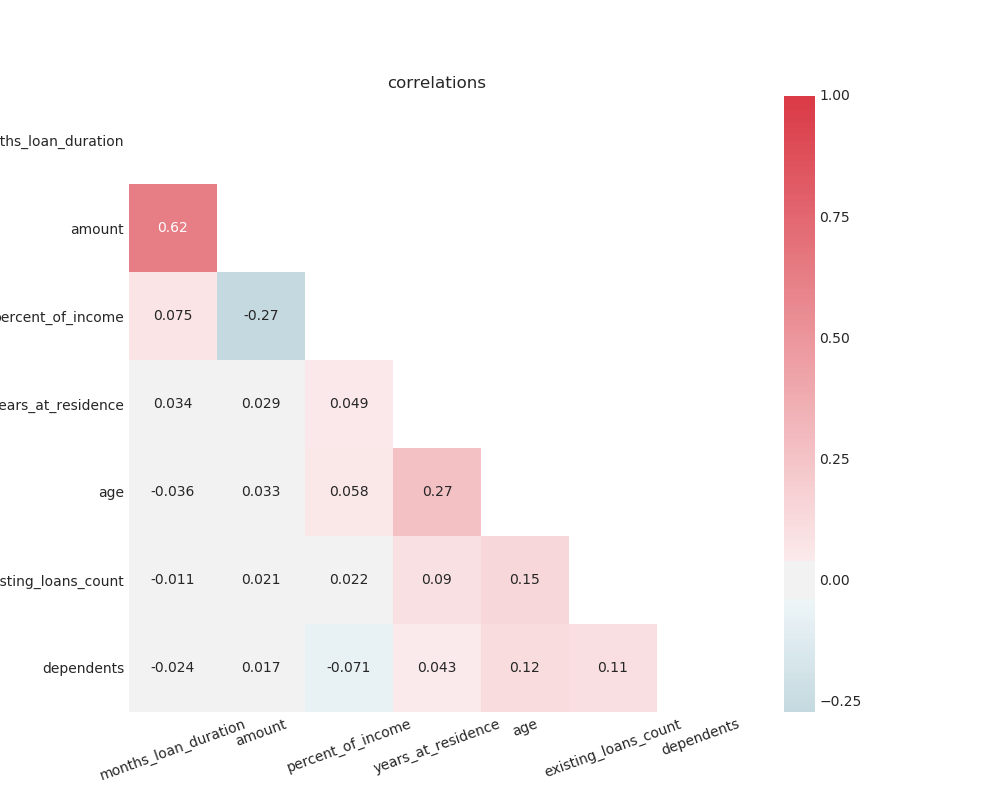 correlations
ths_loan_duration
amount 0.62
percent_of_income 0.075 -0.27
ears_at_residence 0.034 0.029 0.049
age -0.036 0.033 0.058 0.27
sting_loans_count -0.011 0.021 0.022 0.09 0.15
dependents -0.024 0.017 -0.071 0.043 0.12 0.11
months_loan_duration amount percent_of_income years_at_residence age existing_loans_count dependents
1.00
0.75
0.50
0.25
0.00
−0.25